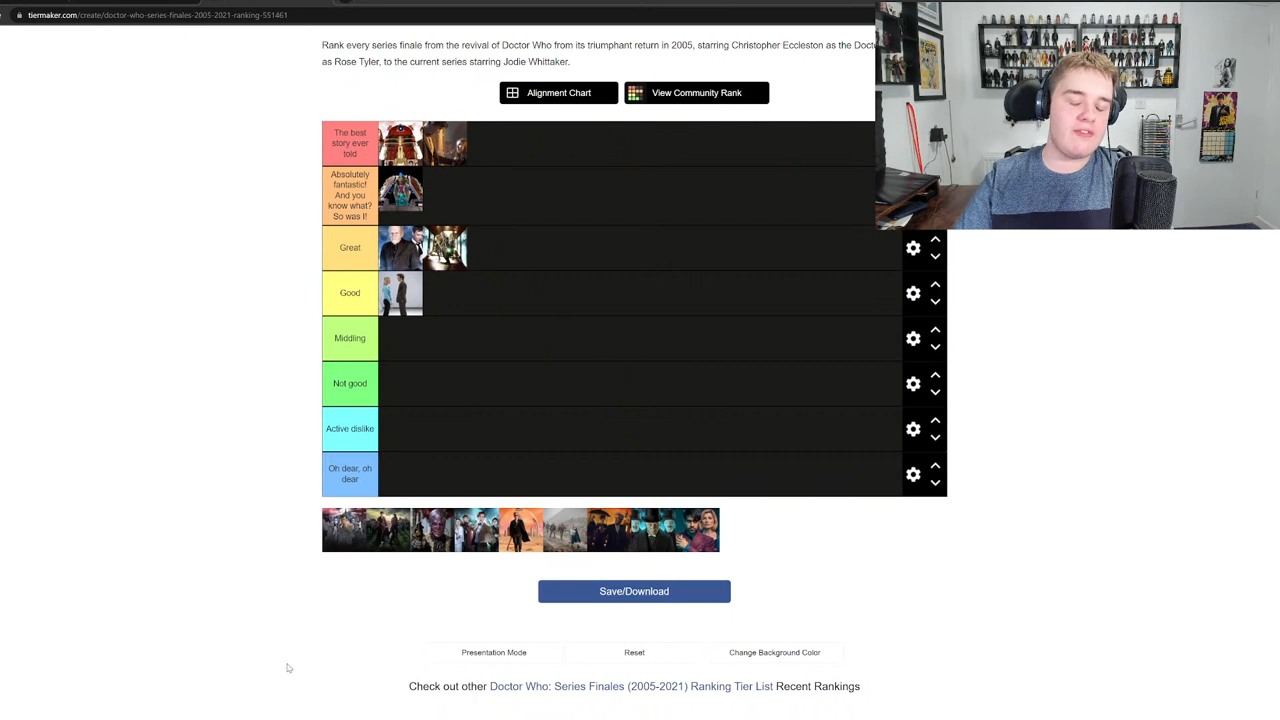 tiermaker.com/create/doctor-who-series-finales-2005-2021-ranking-551461
Rank every series finale from the revival of Doctor Who from its triumphant return in 2005, starring Christopher Eccleston as the Doct
as Rose Tyler, to the current series starring Jodie Whittaker.
Alignment Chart
View Community Rank
The best
story ever
told
Absolutely
fantastic!
And you
know what?
So was I!
Great
Good
Middling
Not good
Active dislike
Oh dear, oh
dear
Save/Download
Presentation Mode
Reset
Change Background Color
Check out other Doctor Who: Series Finales (2005-2021) Ranking Tier List Recent Rankings